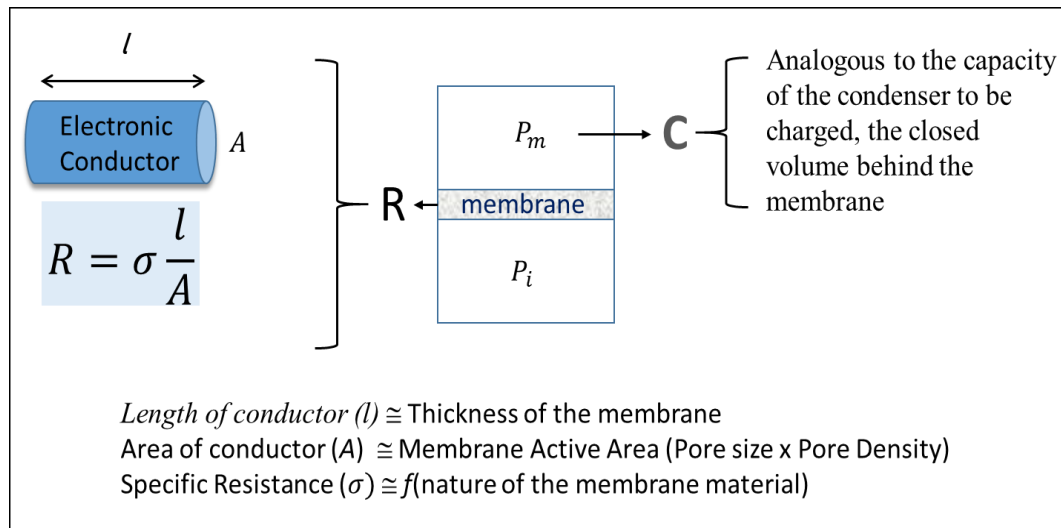 l
Electronic
Conductor
A
R = σ l/A
R
P_m
membrane
P_i
C
Analogous to the capacity
of the condenser to be
charged, the closed
volume behind the
membrane
Length of conductor (l) ≅ Thickness of the membrane
Area of conductor (A) ≅ Membrane Active Area (Pore size x Pore Density)
Specific Resistance (σ) ≅ f(nature of the membrane material)